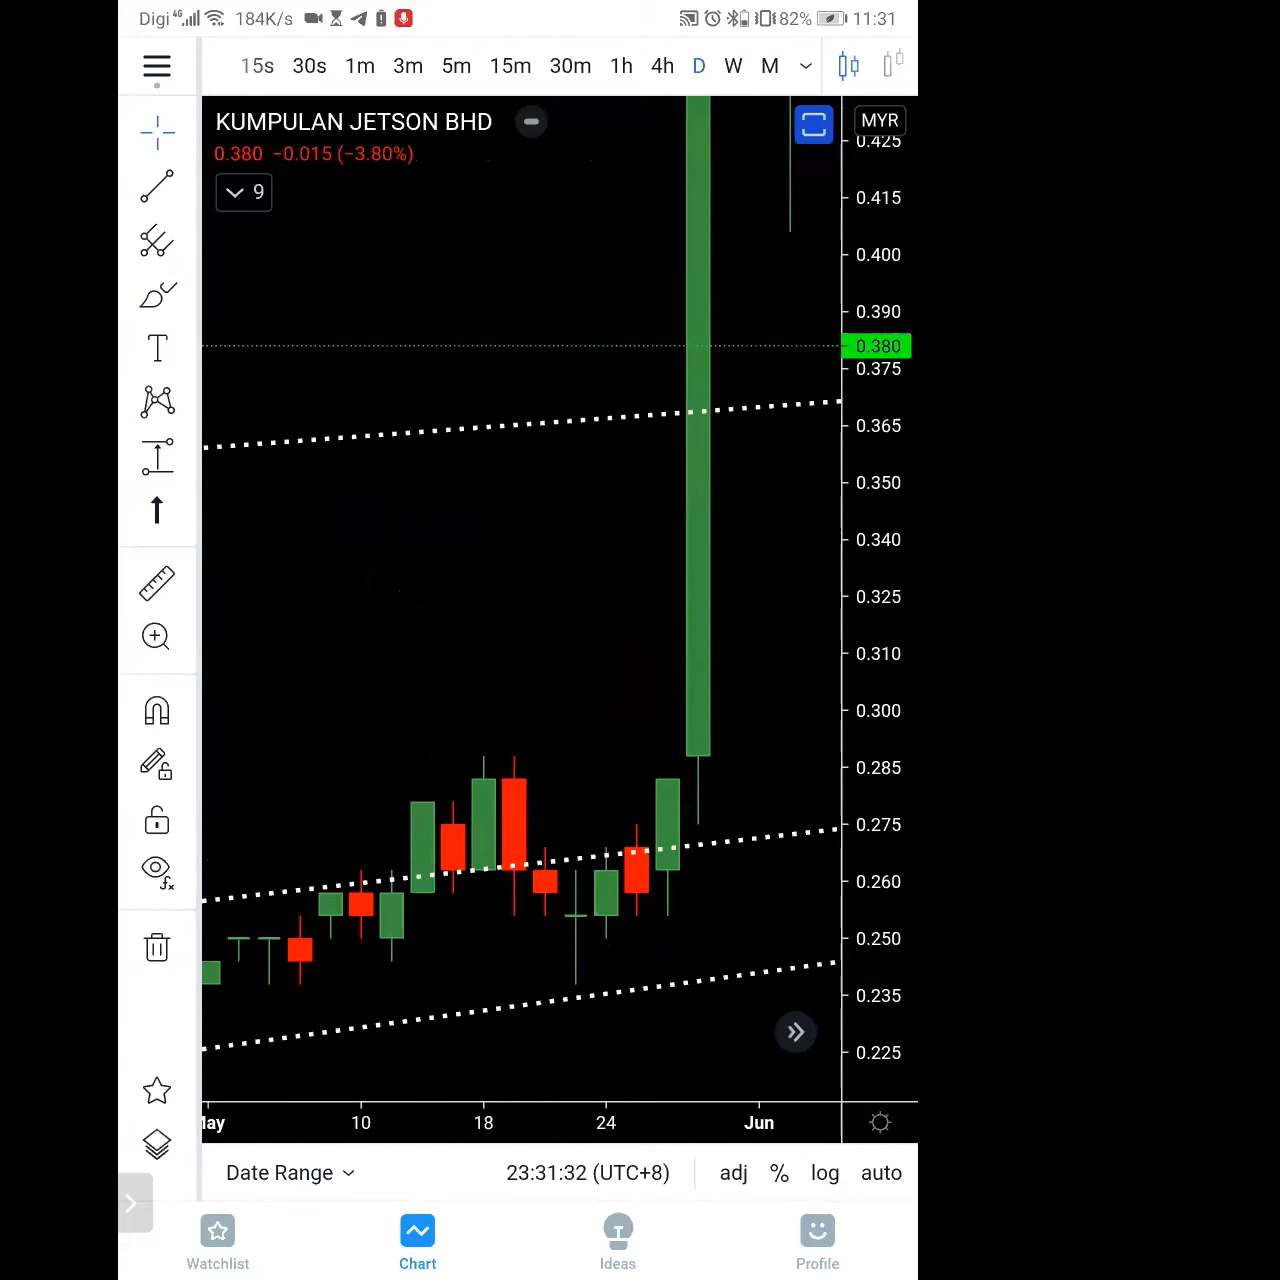 Digi 4G 184K/s 82% 11:31
15s 30s 1m 3m 5m 15m 30m 1h 4h D W M
KUMPULAN JETSON BHD
MYR
0.380 −0.015 (−3.80%)
9
0.425
0.415
0.400
0.390
0.380
0.375
0.365
0.350
0.340
0.325
0.310
0.300
0.285
0.275
0.260
0.250
0.235
0.225
lay 10 18 24 Jun
Date Range 23:31:32 (UTC+8) adj % log auto
Watchlist Chart Ideas Profile